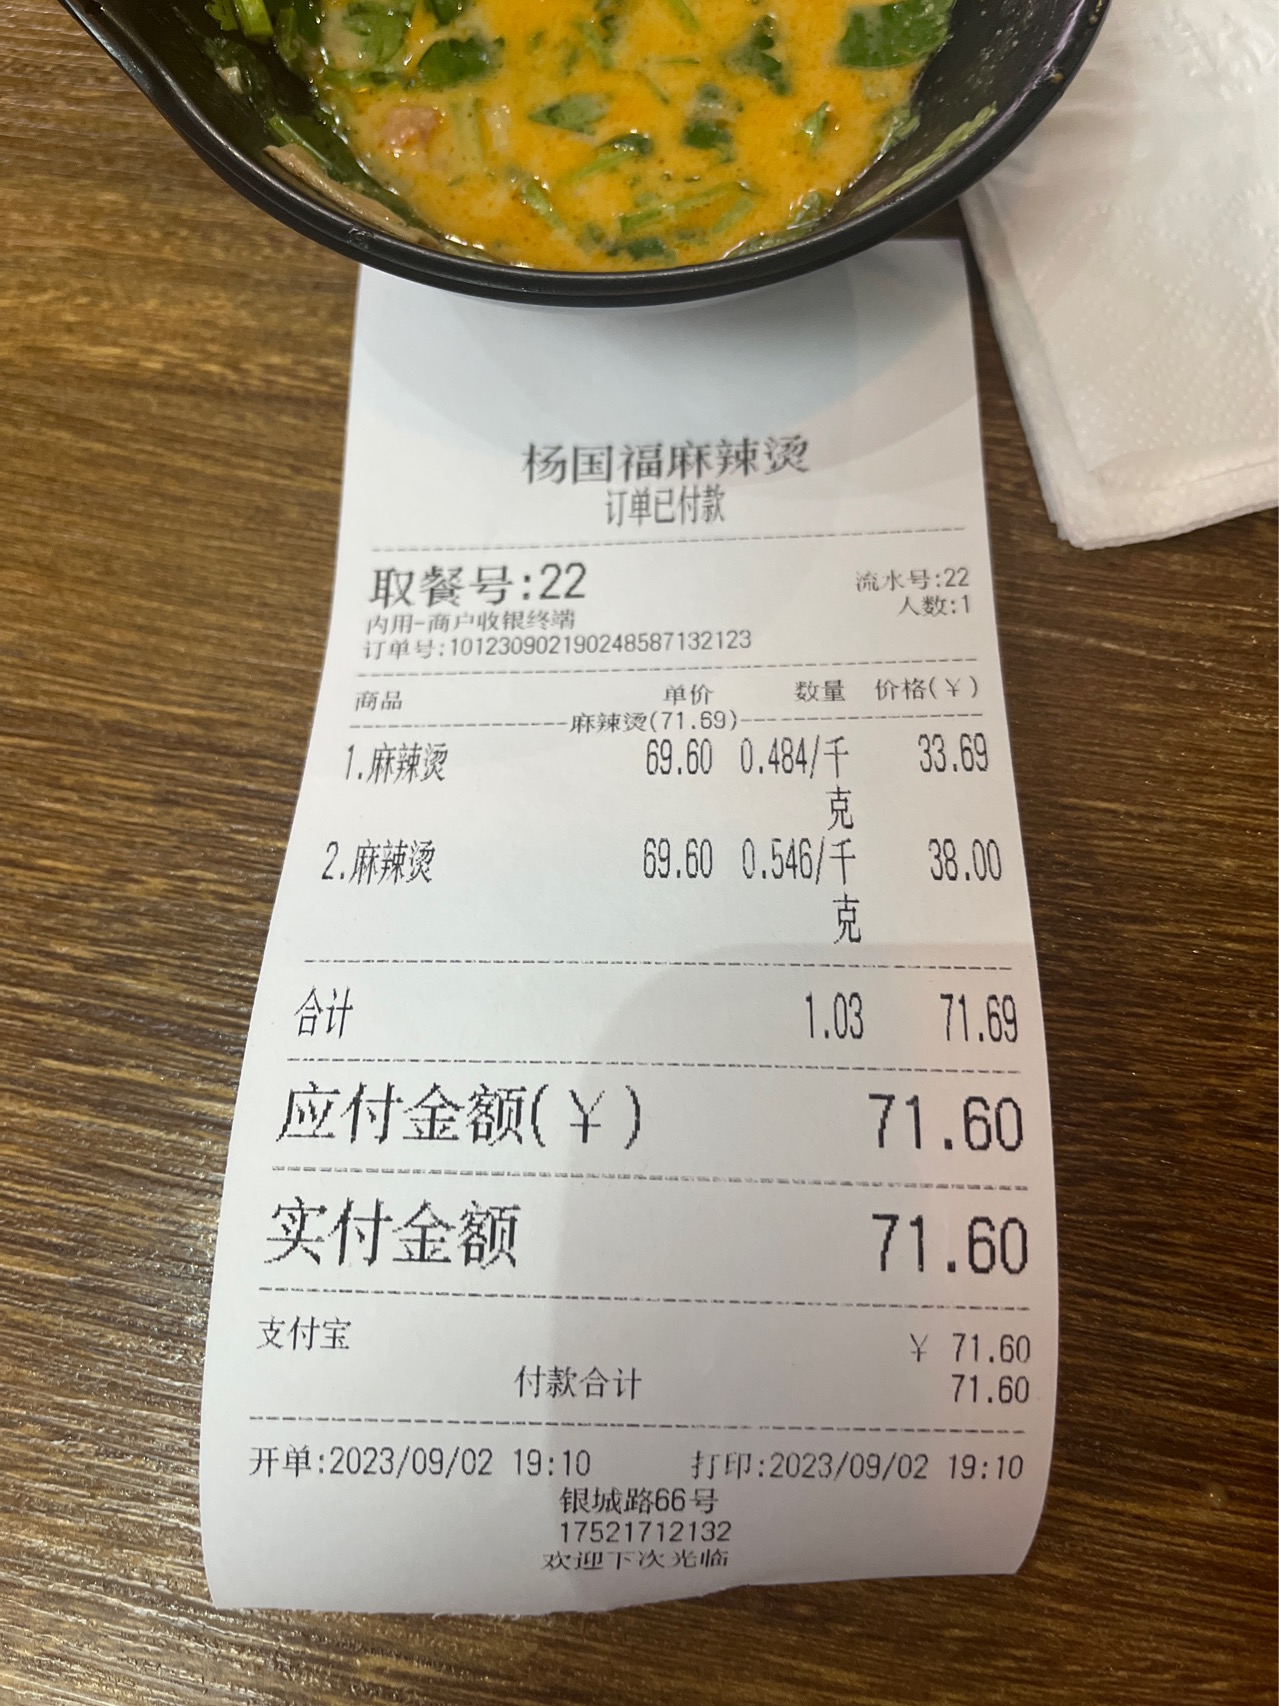 杨国福麻辣烫
订单已付款
取餐号:22 流水号:22
人数:1
内用-商户收银终端
订单号:101230902190248587132123
商品 单价 数量 价格(¥)
麻辣烫(71.69)
1.麻辣烫 69.60 0.484/千克 33.69
2.麻辣烫 69.60 0.546/千克 38.00
合计 1.03 71.69
应付金额(¥) 71.60
实付金额 71.60
支付宝 ¥ 71.60
付款合计 71.60
开单:2023/09/02 19:10 打印:2023/09/02 19:10
银城路66号
17521712132
欢迎下次光临